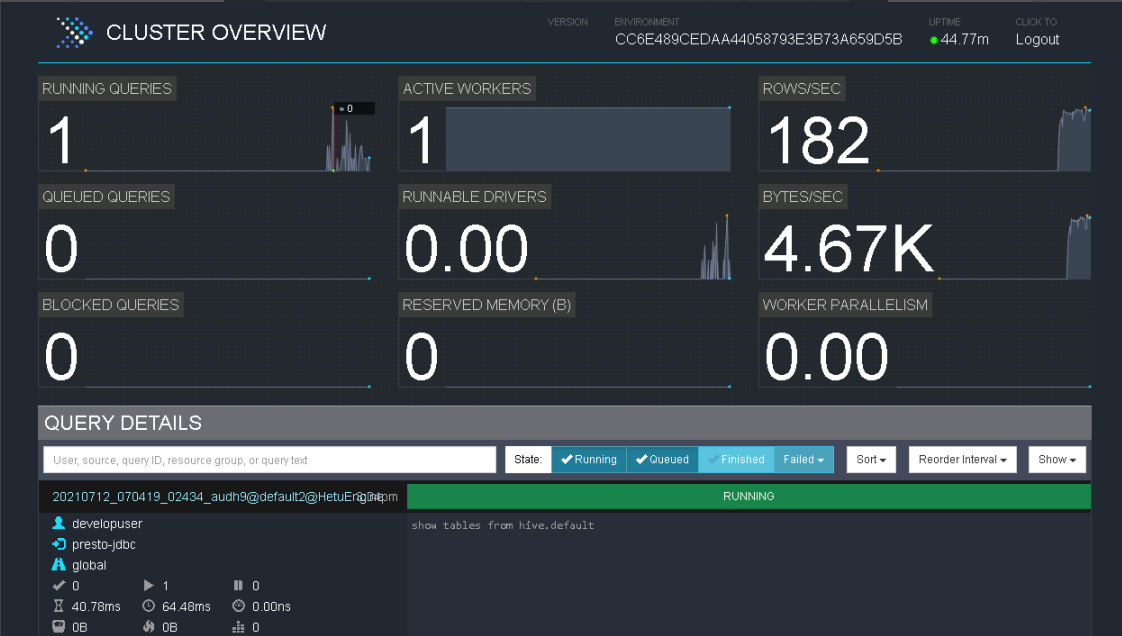 CLUSTER OVERVIEW
VERSION
ENVIRONMENT
CC6E489CEDAA44058793E3B73A659D5B
UPTIME
44.77m
CLICK TO
Logout
RUNNING QUERIES
1
0
ACTIVE WORKERS
1
ROWS/SEC
182
QUEUED QUERIES
0
RUNNABLE DRIVERS
0.00
BYTES/SEC
4.67K
BLOCKED QUERIES
0
RESERVED MEMORY (B)
0
WORKER PARALLELISM
0.00
QUERY DETAILS
User, source, query ID, resource group, or query text
State: Running Queued Finished Failed
Sort
Reorder Interval
Show
20210712_070419_02434_audh9@default2@HetuEngine
RUNNING
developuser
show tables from hive.default
presto-jdbc
global
0 1 0
40.78ms 64.48ms 0.00ns
0B 0B 0